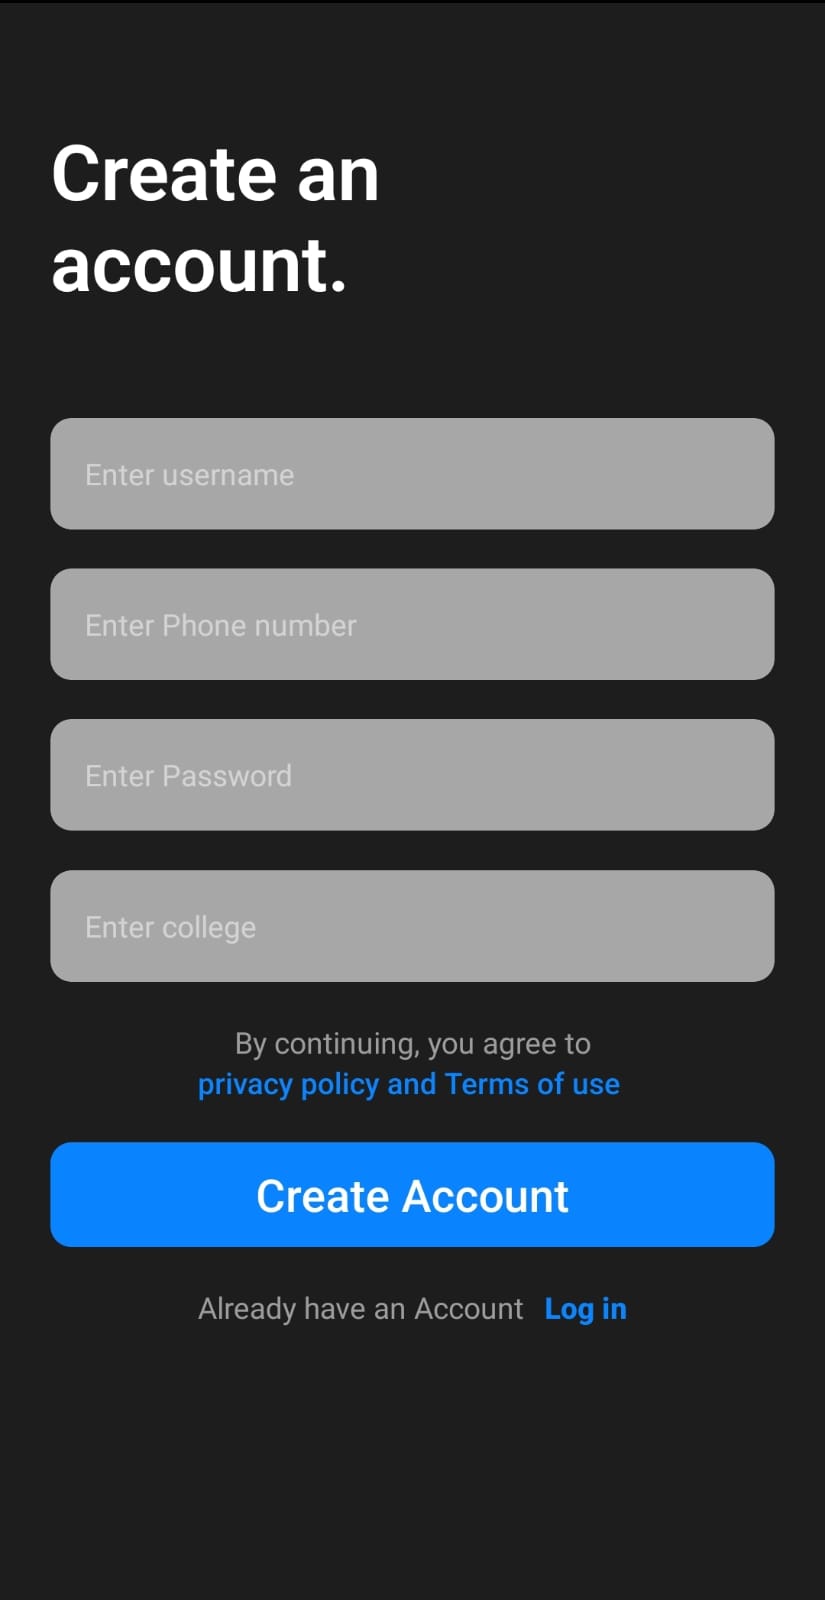 Create an
account.
Enter username
Enter Phone number
Enter Password
Enter college
By continuing, you agree to
privacy policy and Terms of use
Create Account
Already have an Account Log in